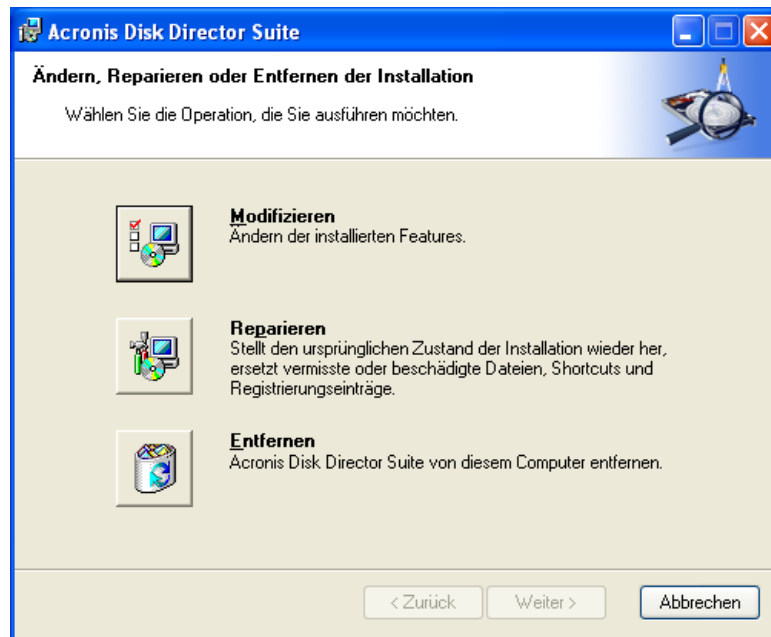 Acronis Disk Director Suite
Ändern, Reparieren oder Entfernen der Installation
Wählen Sie die Operation, die Sie ausführen möchten.
Modifizieren
Ändern der installierten Features.
Reparieren
Stellt den ursprünglichen Zustand der Installation wieder her,
ersetzt vermisste oder beschädigte Dateien, Shortcuts und
Registrierungseinträge.
Entfernen
Acronis Disk Director Suite von diesem Computer entfernen.
< Zurück
Weiter >
Abbrechen